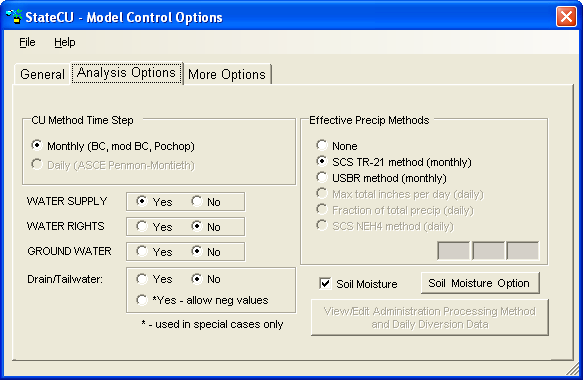 StateCU - Model Control Options
File Help
General Analysis Options More Options
CU Method Time Step
Monthly (BC, mod BC, Pochop)
Daily (ASCE Penmon-Montieth)
WATER SUPPLY Yes No
WATER RIGHTS Yes No
GROUND WATER Yes No
Drain/Tailwater: Yes No
*Yes - allow neg values
* - used in special cases only
Effective Precip Methods
None
SCS TR-21 method (monthly)
USBR method (monthly)
Max total inches per day (daily)
Fraction of total precip (daily)
SCS NEH4 method (daily)
Soil Moisture Soil Moisture Option
View/Edit Administration Processing Method
and Daily Diversion Data